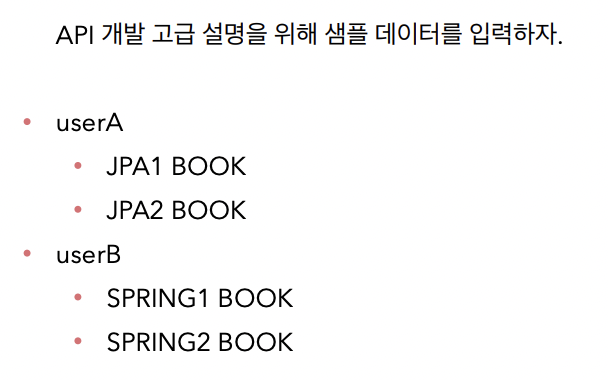 API 개발 고급 설명을 위해 샘플 데이터를 입력하자.
• userA
• JPA1 BOOK
• JPA2 BOOK
• userB
• SPRING1 BOOK
• SPRING2 BOOK